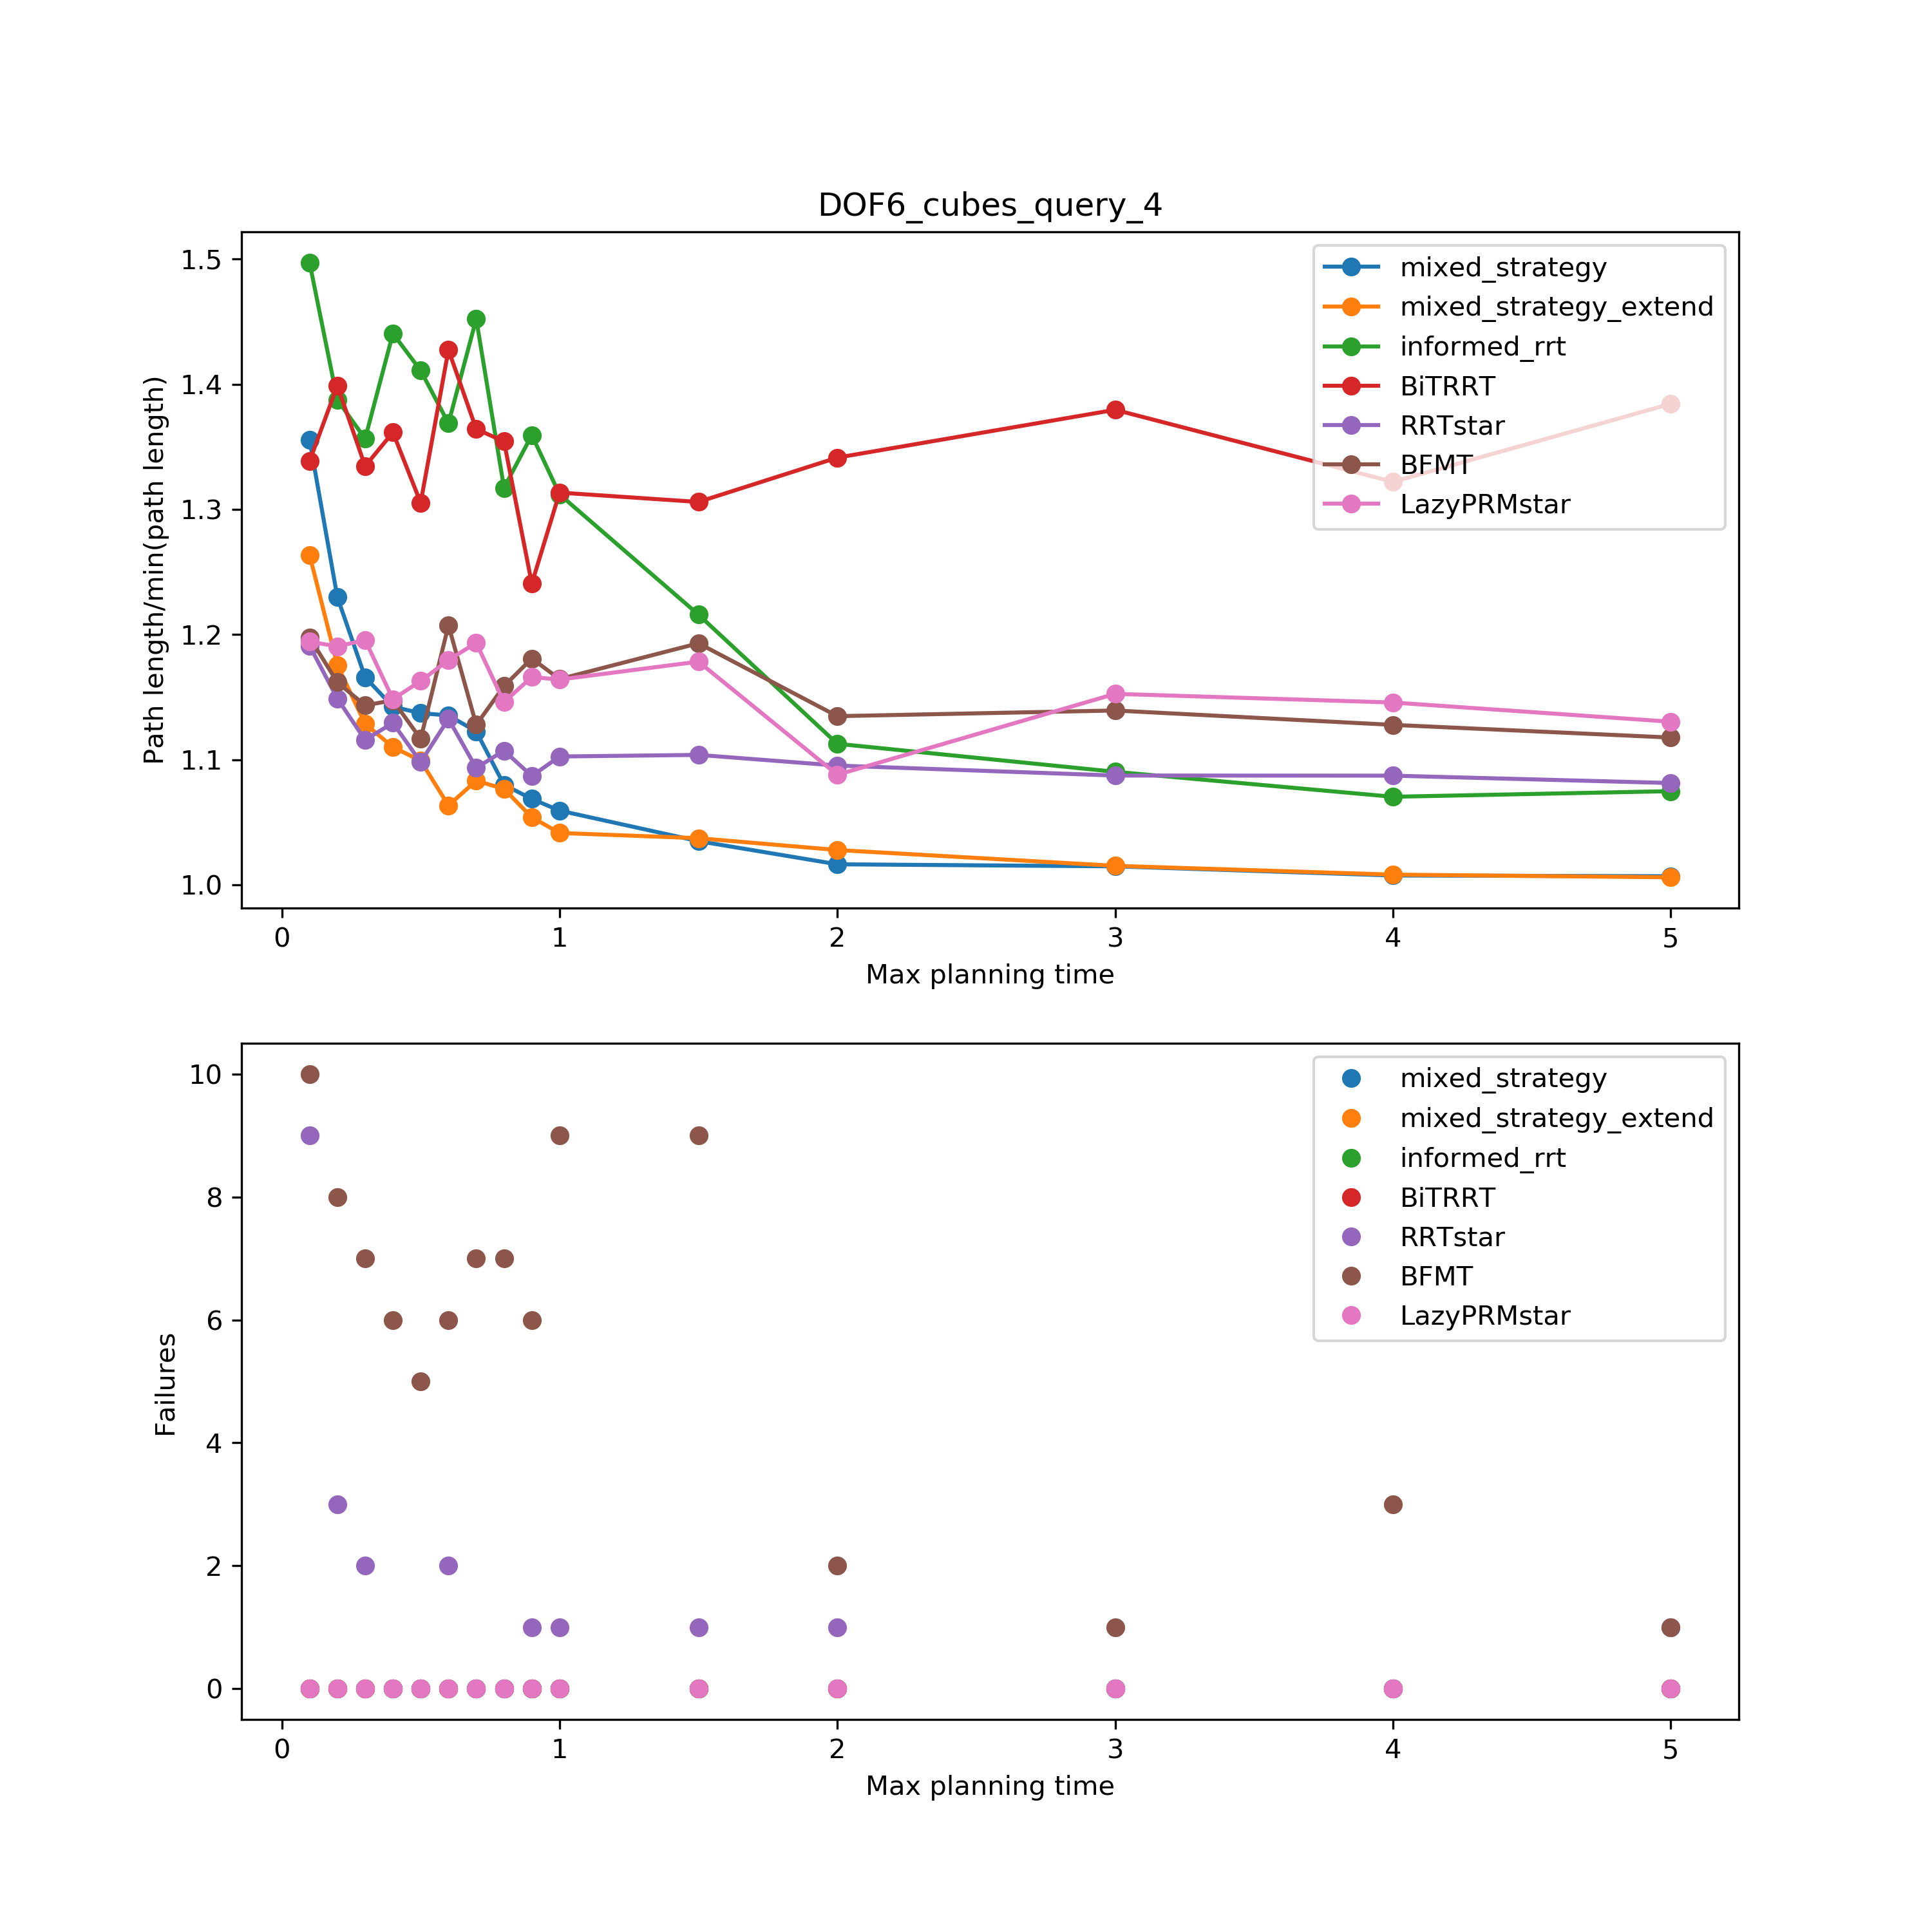 DOF6_cubes_query_4
1.5
1.4
1.3
1.2
1.1
1.0
Path length/min(path length)
mixed_strategy
mixed_strategy_extend
informed_rrt
BiTRRT
RRTstar
BFMT
LazyPRMstar
0 1 2 3 4 5
Max planning time
10
8
6
4
2
0
Failures
mixed_strategy
mixed_strategy_extend
informed_rrt
BiTRRT
RRTstar
BFMT
LazyPRMstar
0 1 2 3 4 5
Max planning time